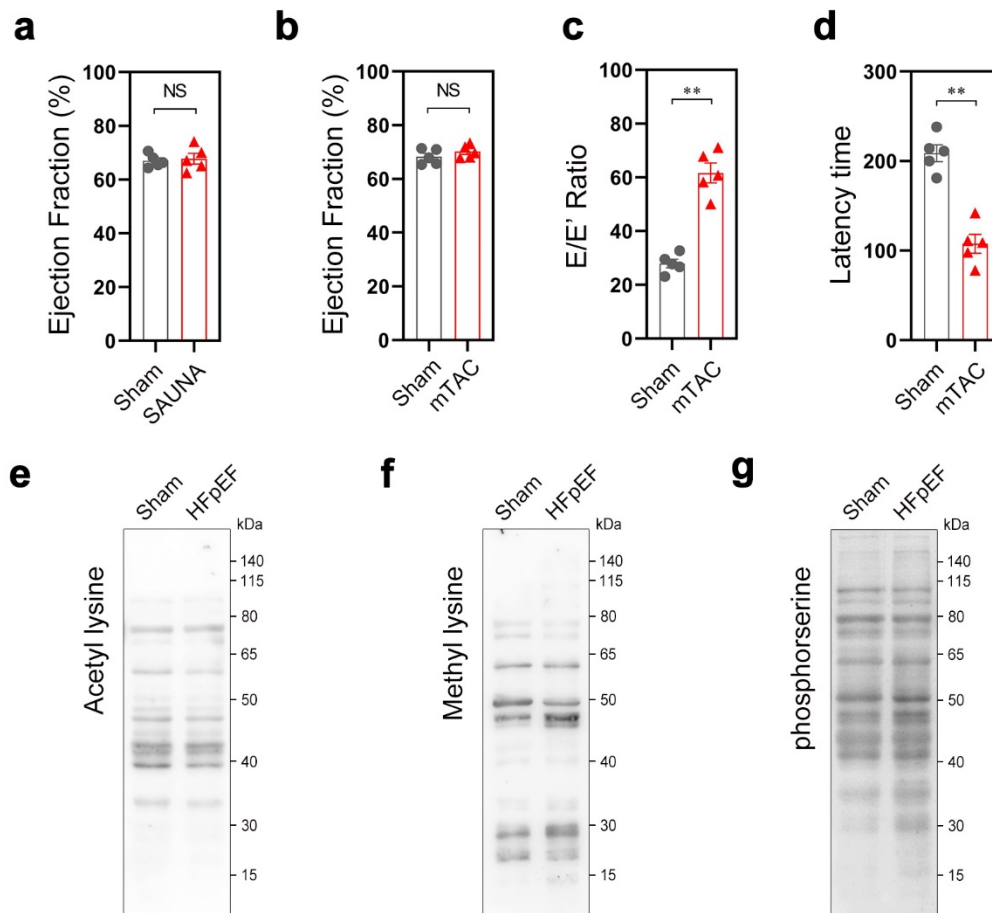 a
Ejection Fraction (%)
100
80
60
40
20
0
NS
Sham
SAUNA
b
Ejection Fraction (%)
100
80
60
40
20
0
NS
Sham
mTAC
c
E/E' Ratio
100
80
60
40
20
0
**
Sham
mTAC
d
Latency time
300
200
100
0
**
Sham
mTAC
e
Acetyl lysine
Sham
HFpEF
kDa
140
115
80
65
50
40
30
15
f
Methyl lysine
Sham
HFpEF
kDa
140
115
80
65
50
40
30
15
g
phosphorserine
Sham
HFpEF
kDa
140
115
80
65
50
40
30
15